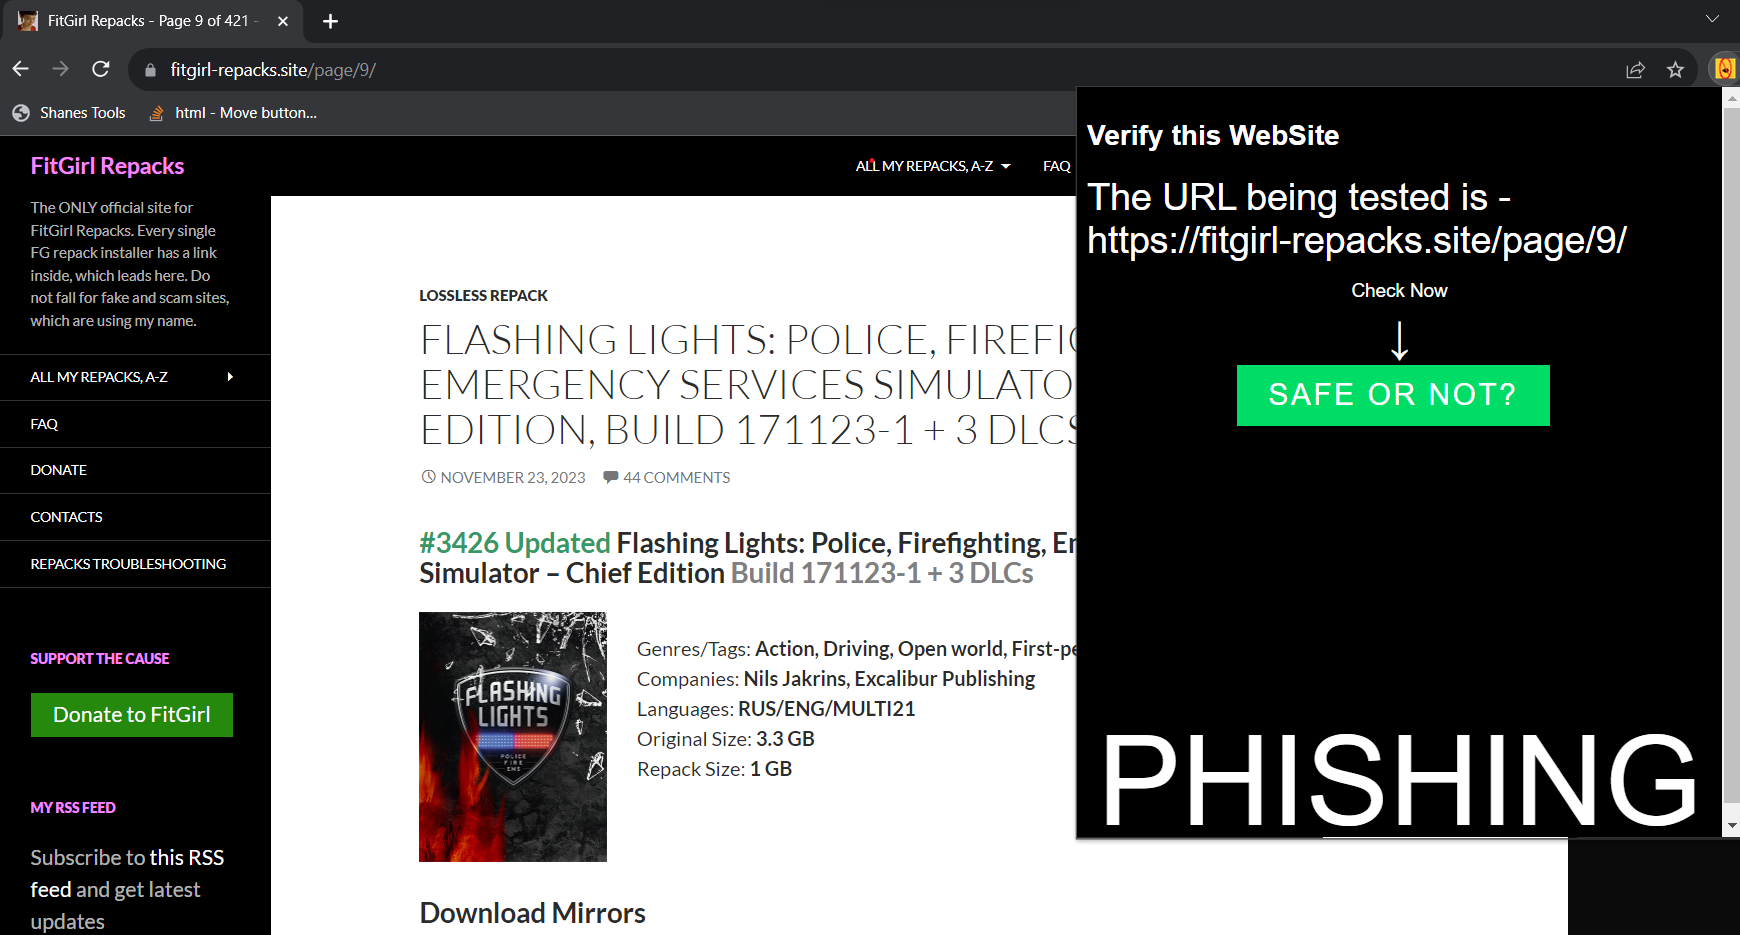 FitGirl Repacks - Page 9 of 421 -
fitgirl-repacks.site/page/9/
Shanes Tools
html - Move button...
FitGirl Repacks
ALL MY REPACKS, A-Z
FAQ
The ONLY official site for
FitGirl Repacks. Every single
FG repack installer has a link
inside, which leads here. Do
not fall for fake and scam sites,
which are using my name.
ALL MY REPACKS, A-Z
FAQ
DONATE
CONTACTS
REPACKS TROUBLESHOOTING
SUPPORT THE CAUSE
Donate to FitGirl
MY RSS FEED
Subscribe to this RSS
feed and get latest
updates
LOSSLESS REPACK
FLASHING LIGHTS: POLICE, FIREFIG
EMERGENCY SERVICES SIMULATO
EDITION, BUILD 171123-1 + 3 DLCS
NOVEMBER 23, 2023 44 COMMENTS
#3426 Updated Flashing Lights: Police, Firefighting, Em
Simulator – Chief Edition Build 171123-1 + 3 DLCs
FLASHING
LIGHTS
POLICE
FIRE
EMS
Genres/Tags: Action, Driving, Open world, First-pe
Companies: Nils Jakrins, Excalibur Publishing
Languages: RUS/ENG/MULTI21
Original Size: 3.3 GB
Repack Size: 1 GB
Download Mirrors
Verify this WebSite
The URL being tested is -
https://fitgirl-repacks.site/page/9/
Check Now
↓
SAFE OR NOT?
PHISHING